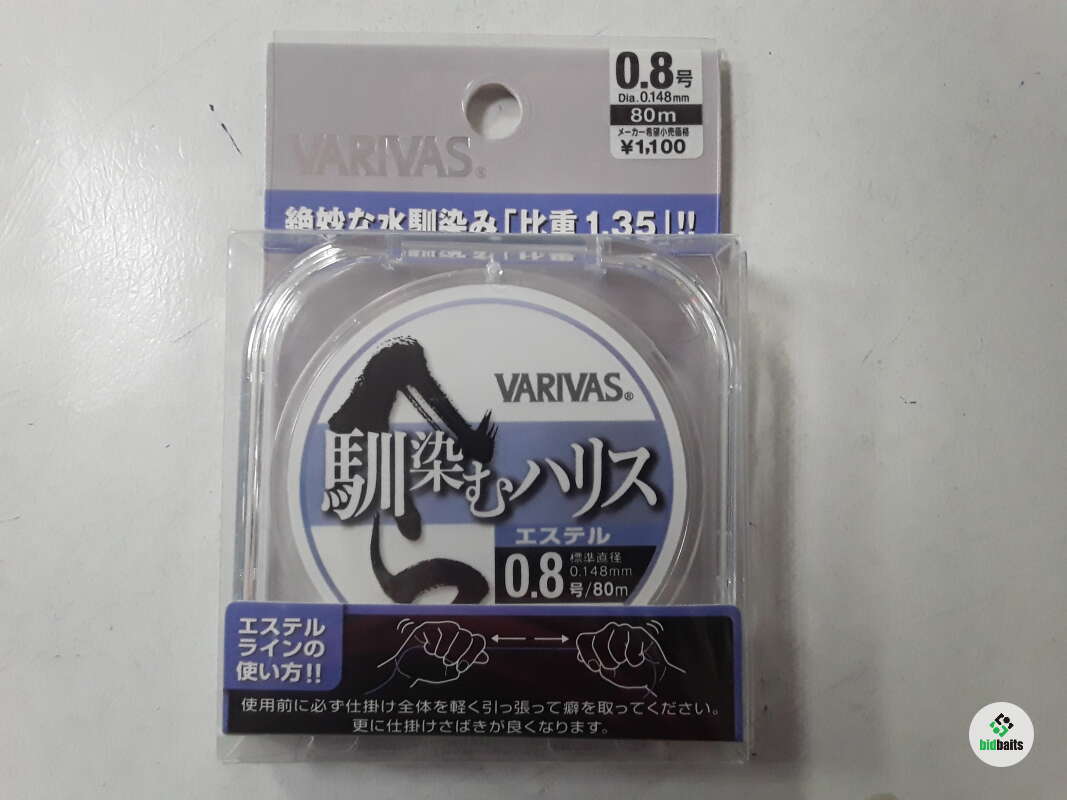 0.8号
Dia. 0.148mm
80m
メーカー希望小売価格
¥1,100
VARIVAS®
絶妙な水馴染み「比重1.35」!!
VARIVAS®
へら
馴染むハリス
エステル
0.8号/80m
標準直径
0.148mm
エステル
ラインの
使い方!!
使用前に必ず仕掛け全体を軽く引っ張って癖を取ってください。
更に仕掛けさばきが良くなります。
bidbaits